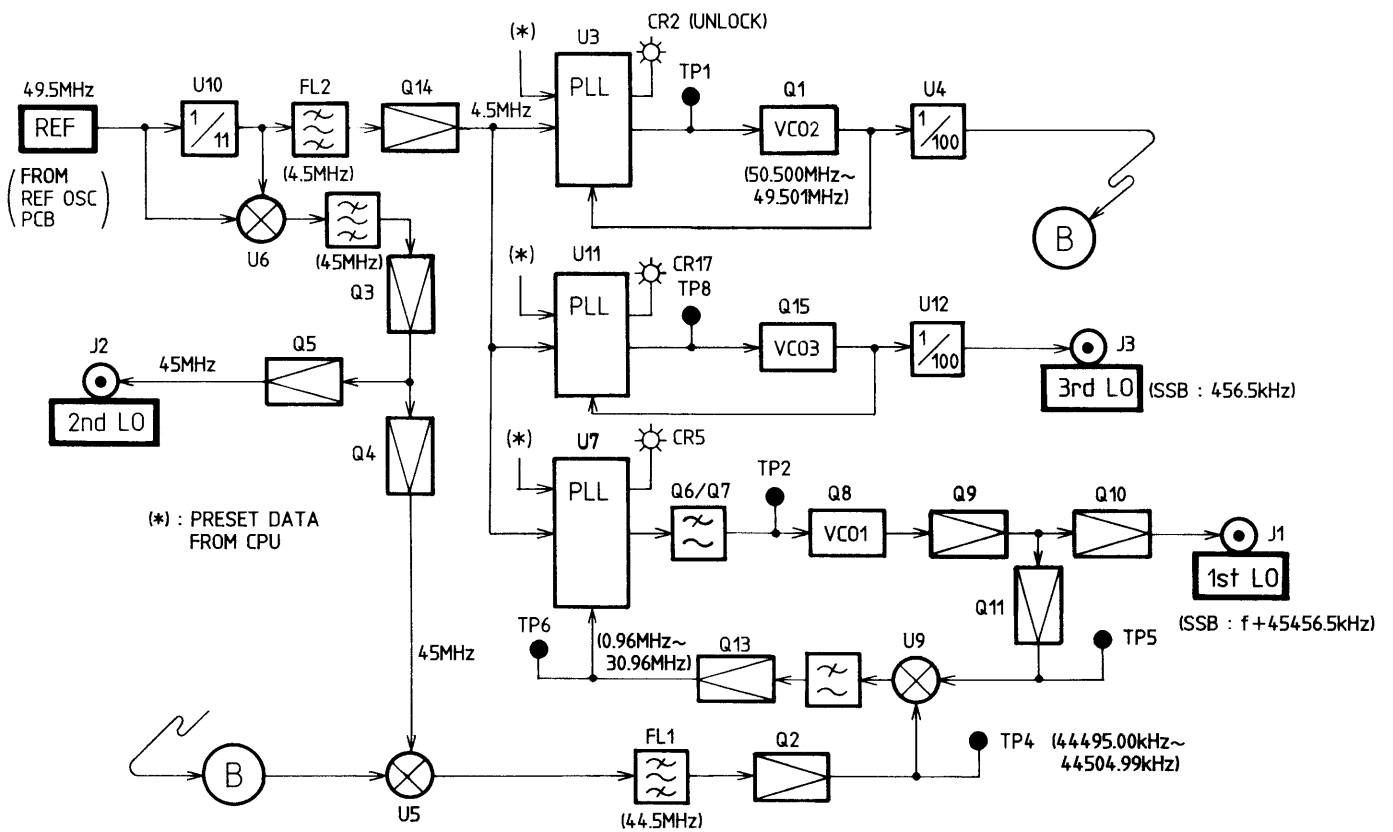 CR2 (UNLOCK)
(*)
U3
PLL
TP1
Q1
VCO2
(50.500MHz~
49.501MHz)
U4
1/100
B
49.5MHz
REF
(FROM
REF OSC
PCB)
U10
1/11
FL2
(4.5MHz)
Q14
4.5MHz
U6
(45MHz)
Q3
(*)
U11
PLL
CR17
TP8
Q15
VCO3
U12
1/100
J3
3rd LO
(SSB : 456.5kHz)
J2
2nd LO
45MHz
Q5
Q4
(*)
U7
PLL
CR5
Q6/Q7
TP2
Q8
VCO1
Q9
Q10
J1
1st LO
(SSB : f+45456.5kHz)
(*) : PRESET DATA
FROM CPU
Q11
TP5
U9
TP6
(0.96MHz~
30.96MHz)
Q13
45MHz
B
U5
FL1
(44.5MHz)
Q2
TP4
(44495.00kHz~
44504.99kHz)